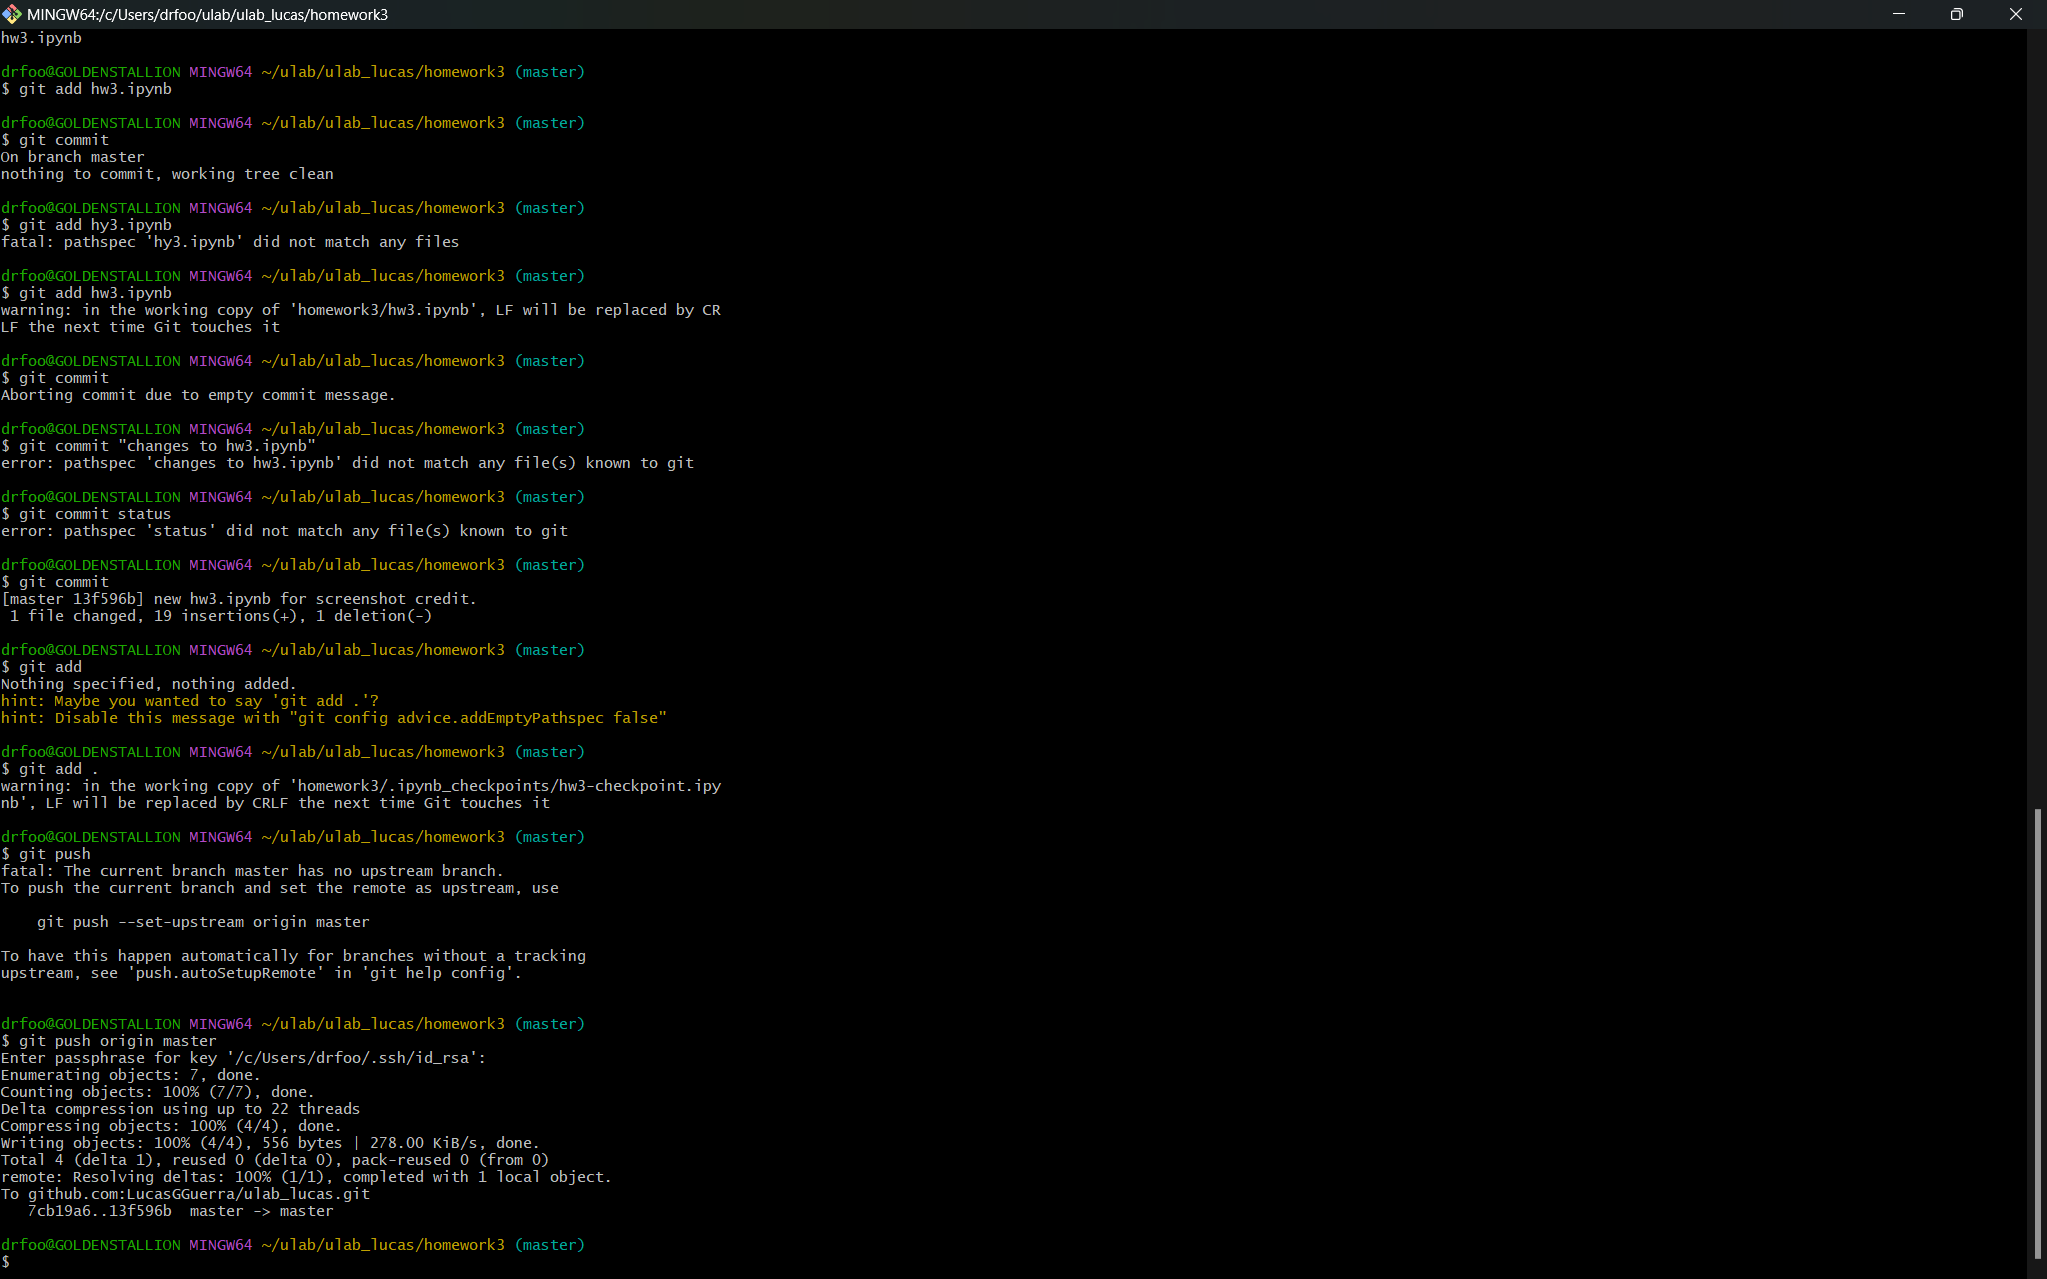 MINGW64:/c/Users/drfoo/ulab/ulab_lucas/homework3
hw3.ipynb
drfoo@GOLDENSTALLION MINGW64 ~/ulab/ulab_lucas/homework3 (master)
$ git add hw3.ipynb
drfoo@GOLDENSTALLION MINGW64 ~/ulab/ulab_lucas/homework3 (master)
$ git commit
On branch master
nothing to commit, working tree clean
drfoo@GOLDENSTALLION MINGW64 ~/ulab/ulab_lucas/homework3 (master)
$ git add hy3.ipynb
fatal: pathspec 'hy3.ipynb' did not match any files
drfoo@GOLDENSTALLION MINGW64 ~/ulab/ulab_lucas/homework3 (master)
$ git add hw3.ipynb
warning: in the working copy of 'homework3/hw3.ipynb', LF will be replaced by CR
LF the next time Git touches it
drfoo@GOLDENSTALLION MINGW64 ~/ulab/ulab_lucas/homework3 (master)
$ git commit
Aborting commit due to empty commit message.
drfoo@GOLDENSTALLION MINGW64 ~/ulab/ulab_lucas/homework3 (master)
$ git commit "changes to hw3.ipynb"
error: pathspec 'changes to hw3.ipynb' did not match any file(s) known to git
drfoo@GOLDENSTALLION MINGW64 ~/ulab/ulab_lucas/homework3 (master)
$ git commit status
error: pathspec 'status' did not match any file(s) known to git
drfoo@GOLDENSTALLION MINGW64 ~/ulab/ulab_lucas/homework3 (master)
$ git commit
[master 13f596b] new hw3.ipynb for screenshot credit.
 1 file changed, 19 insertions(+), 1 deletion(-)
drfoo@GOLDENSTALLION MINGW64 ~/ulab/ulab_lucas/homework3 (master)
$ git add
Nothing specified, nothing added.
hint: Maybe you wanted to say 'git add .'?
hint: Disable this message with "git config advice.addEmptyPathspec false"
drfoo@GOLDENSTALLION MINGW64 ~/ulab/ulab_lucas/homework3 (master)
$ git add .
warning: in the working copy of 'homework3/.ipynb_checkpoints/hw3-checkpoint.ipy
nb', LF will be replaced by CRLF the next time Git touches it
drfoo@GOLDENSTALLION MINGW64 ~/ulab/ulab_lucas/homework3 (master)
$ git push
fatal: The current branch master has no upstream branch.
To push the current branch and set the remote as upstream, use
    git push --set-upstream origin master
To have this happen automatically for branches without a tracking
upstream, see 'push.autoSetupRemote' in 'git help config'.
drfoo@GOLDENSTALLION MINGW64 ~/ulab/ulab_lucas/homework3 (master)
$ git push origin master
Enter passphrase for key '/c/Users/drfoo/.ssh/id_rsa':
Enumerating objects: 7, done.
Counting objects: 100% (7/7), done.
Delta compression using up to 22 threads
Compressing objects: 100% (4/4), done.
Writing objects: 100% (4/4), 556 bytes | 278.00 KiB/s, done.
Total 4 (delta 1), reused 0 (delta 0), pack-reused 0 (from 0)
remote: Resolving deltas: 100% (1/1), completed with 1 local object.
To github.com:LucasGGuerra/ulab_lucas.git
   7cb19a6..13f596b  master -> master
drfoo@GOLDENSTALLION MINGW64 ~/ulab/ulab_lucas/homework3 (master)
$